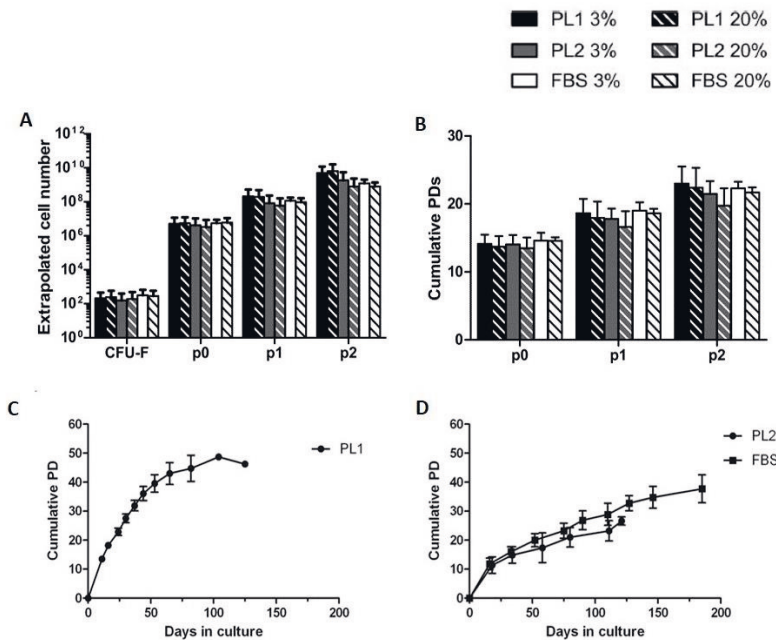 PL1 3% PL1 20%
PL2 3% PL2 20%
FBS 3% FBS 20%
A
Extrapolated cell number
10¹²
10¹⁰
10⁸
10⁶
10⁴
10²
10⁰
CFU-F p0 p1 p2
B
Cumulative PDs
30
20
10
0
p0 p1 p2
C
Cumulative PD
60
50
40
30
20
10
0
0 50 100 150 200
Days in culture
PL1
D
Cumulative PD
60
50
40
30
20
10
0
0 50 100 150 200
Days in culture
PL2
FBS